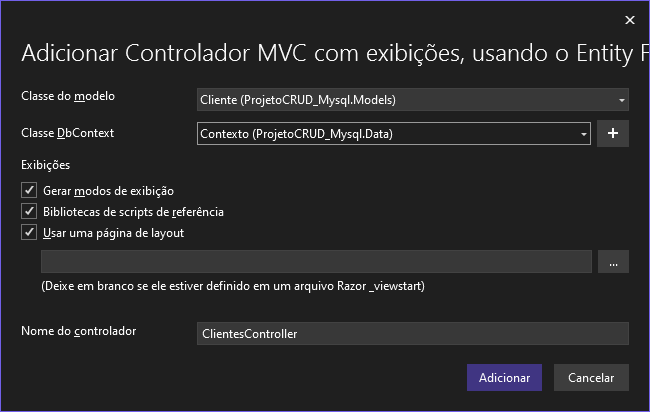 Adicionar Controlador MVC com exibições, usando o Entity F
Classe do modelo
Cliente (ProjetoCRUD_Mysql.Models)
Classe DbContext
Contexto (ProjetoCRUD_Mysql.Data)
+
Exibições
Gerar modos de exibição
Bibliotecas de scripts de referência
Usar uma página de layout
...
(Deixe em branco se ele estiver definido em um arquivo Razor _viewstart)
Nome do controlador
ClientesController
Adicionar
Cancelar